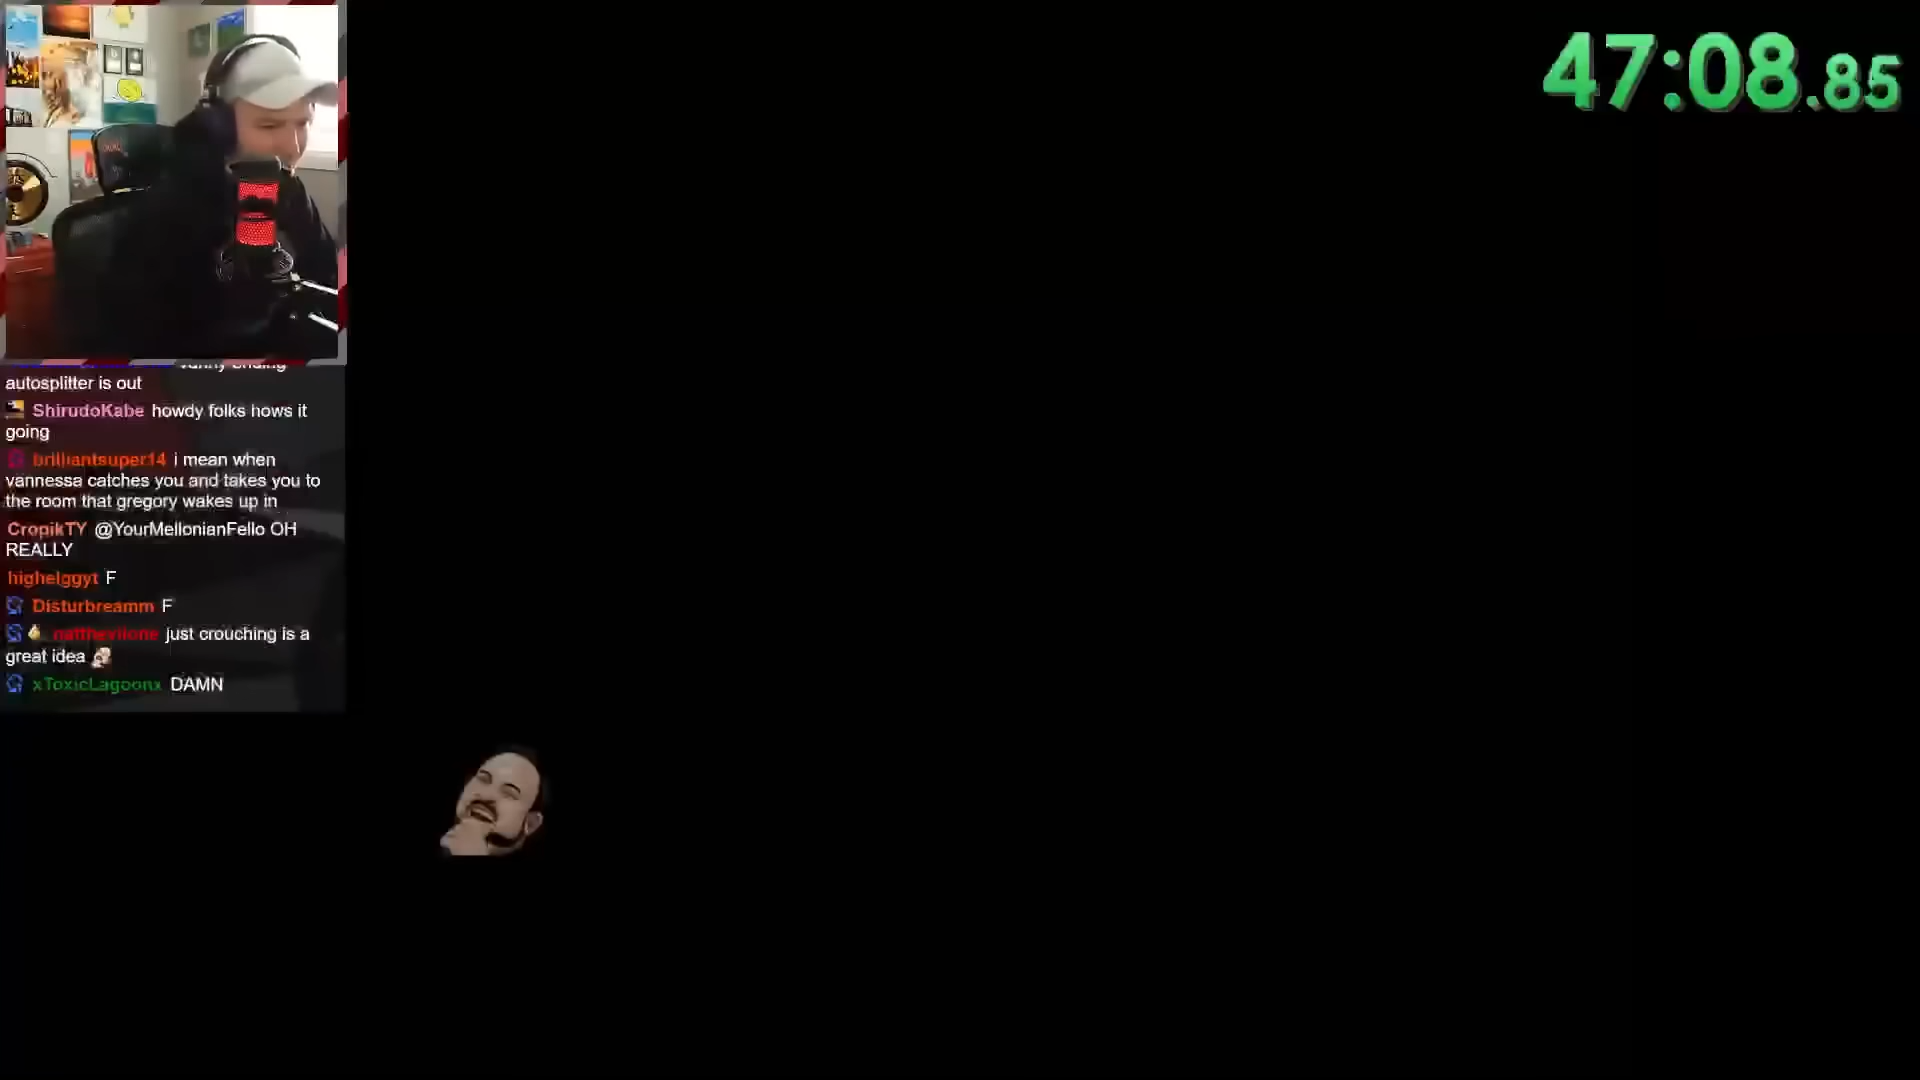 47:08.85
autosplitter is out
ShirudoKabe howdy folks hows it
going
brilliantsuper14 i mean when
vannessa catches you and takes you to
the room that gregory wakes up in
CropikTY @YourMellonianFello OH
REALLY
highelggyt F
Disturbreamm F
just crouching is a
great idea
xToxicLagoonx DAMN